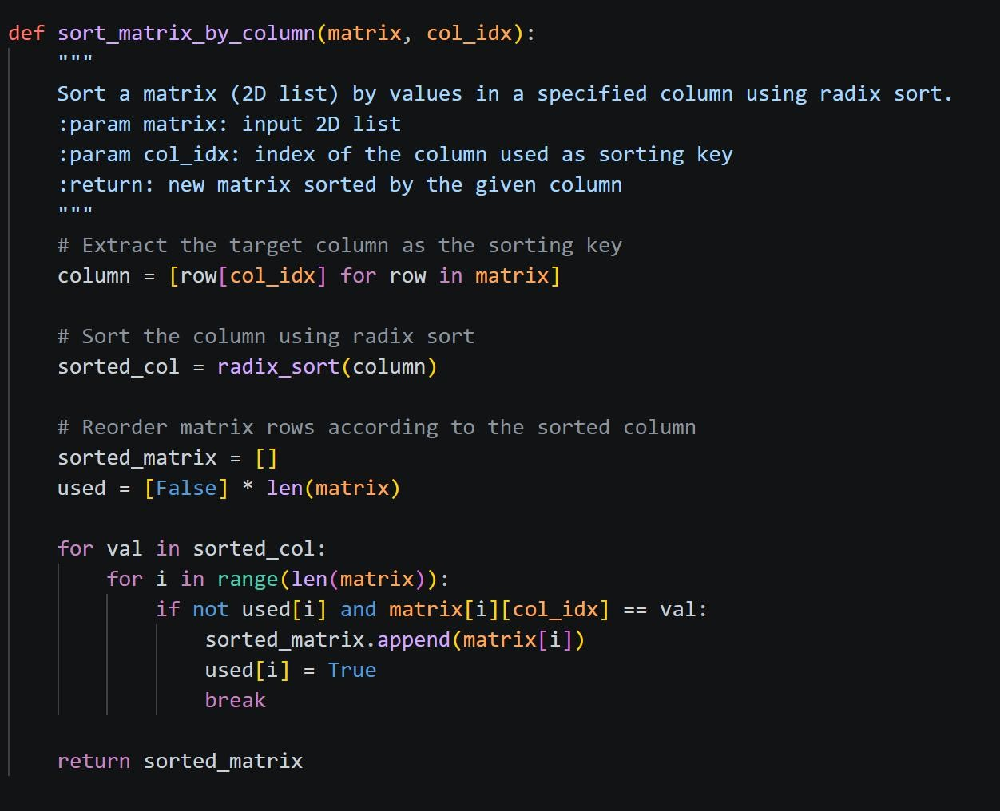 def sort_matrix_by_column(matrix, col_idx):
    """
    Sort a matrix (2D list) by values in a specified column using radix sort.
    :param matrix: input 2D list
    :param col_idx: index of the column used as sorting key
    :return: new matrix sorted by the given column
    """
    # Extract the target column as the sorting key
    column = [row[col_idx] for row in matrix]

    # Sort the column using radix sort
    sorted_col = radix_sort(column)

    # Reorder matrix rows according to the sorted column
    sorted_matrix = []
    used = [False] * len(matrix)

    for val in sorted_col:
        for i in range(len(matrix)):
            if not used[i] and matrix[i][col_idx] == val:
                sorted_matrix.append(matrix[i])
                used[i] = True
                break

    return sorted_matrix